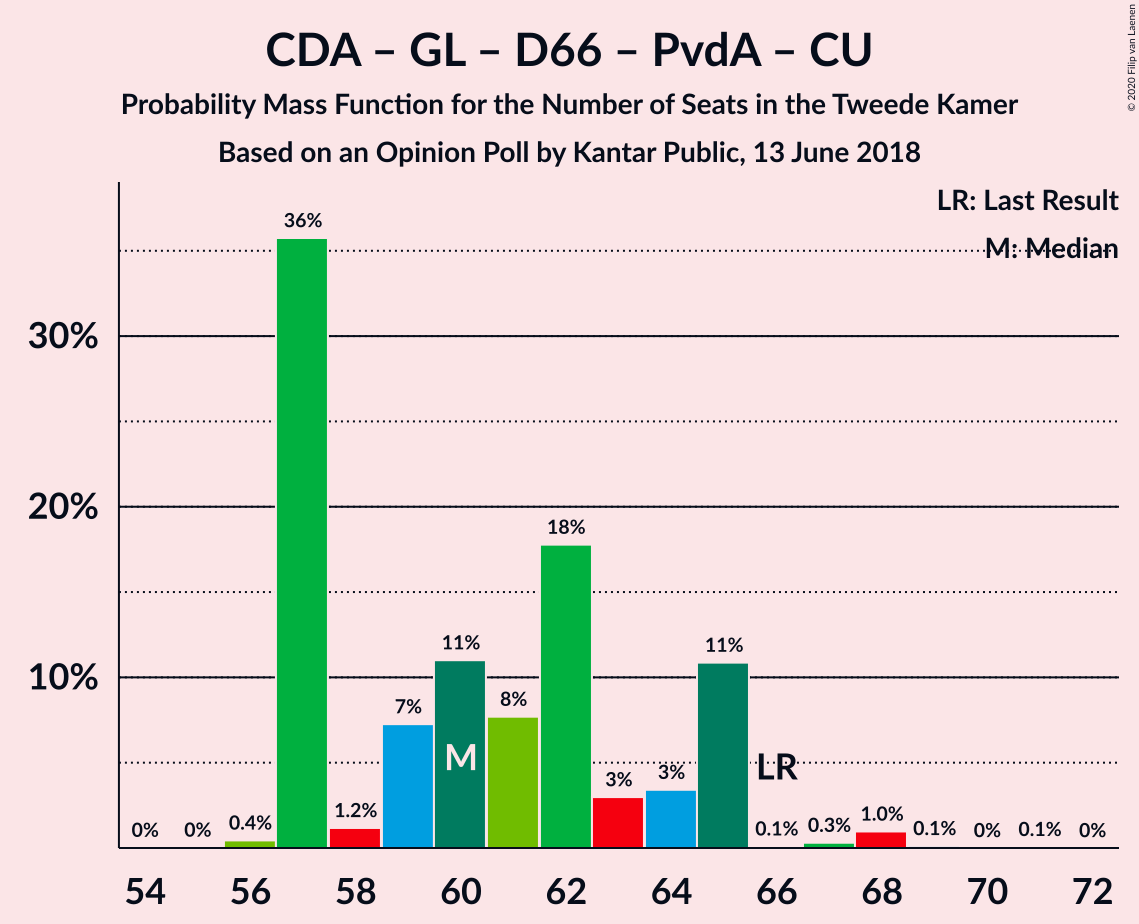 CDA – GL – D66 – PvdA – CU
Probability Mass Function for the Number of Seats in the Tweede Kamer
Based on an Opinion Poll by Kantar Public, 13 June 2018
© 2020 Filip van Laenen
LR: Last Result
M: Median
30%
20%
10%
0%
0%
0.4%
36%
1.2%
7%
11%
8%
18%
3%
3%
11%
0.1%
0.3%
1.0%
0.1%
0%
0.1%
0%
M
LR
54 56 58 60 62 64 66 68 70 72